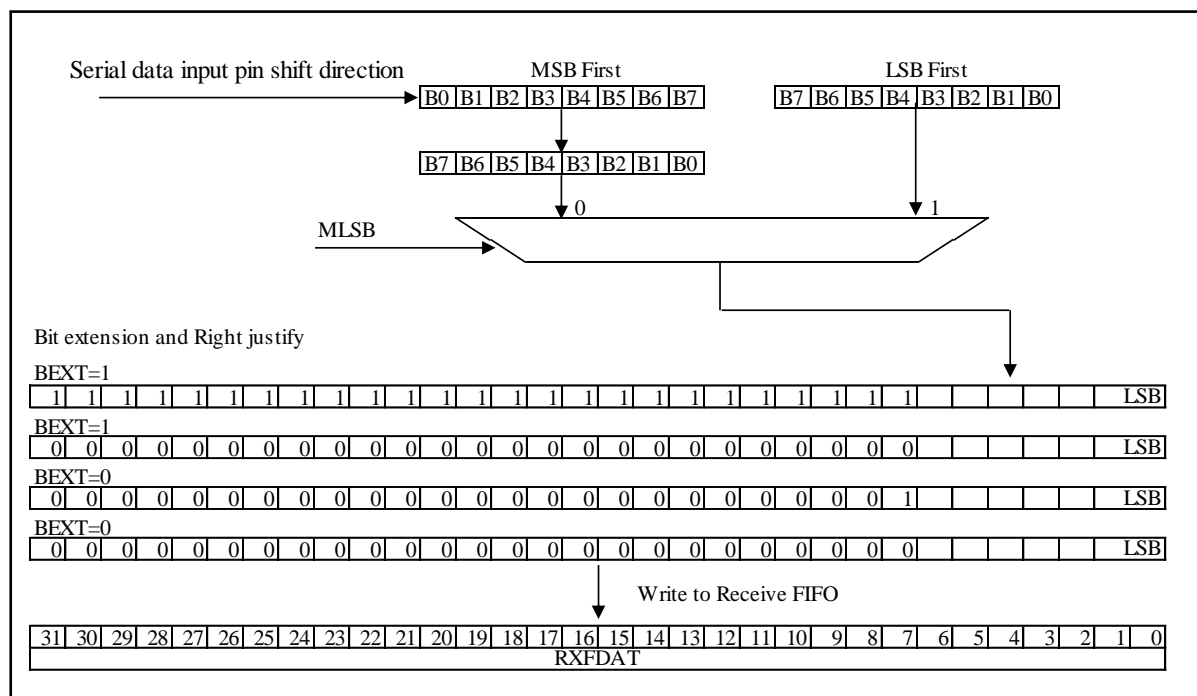 Serial data input pin shift direction
MSB First
LSB First
B0 B1 B2 B3 B4 B5 B6 B7
B7 B6 B5 B4 B3 B2 B1 B0
B7 B6 B5 B4 B3 B2 B1 B0
0
1
MLSB
Bit extension and Right justify
BEXT=1
1 1 1 1 1 1 1 1 1 1 1 1 1 1 1 1 1 1 1 1 1 1 1 1 1 LSB
BEXT=1
0 0 0 0 0 0 0 0 0 0 0 0 0 0 0 0 0 0 0 0 0 0 0 0 0 LSB
BEXT=0
0 0 0 0 0 0 0 0 0 0 0 0 0 0 0 0 0 0 0 0 0 0 0 0 1 LSB
BEXT=0
0 0 0 0 0 0 0 0 0 0 0 0 0 0 0 0 0 0 0 0 0 0 0 0 0 LSB
Write to Receive FIFO
31 30 29 28 27 26 25 24 23 22 21 20 19 18 17 16 15 14 13 12 11 10 9 8 7 6 5 4 3 2 1 0
RXFDAT